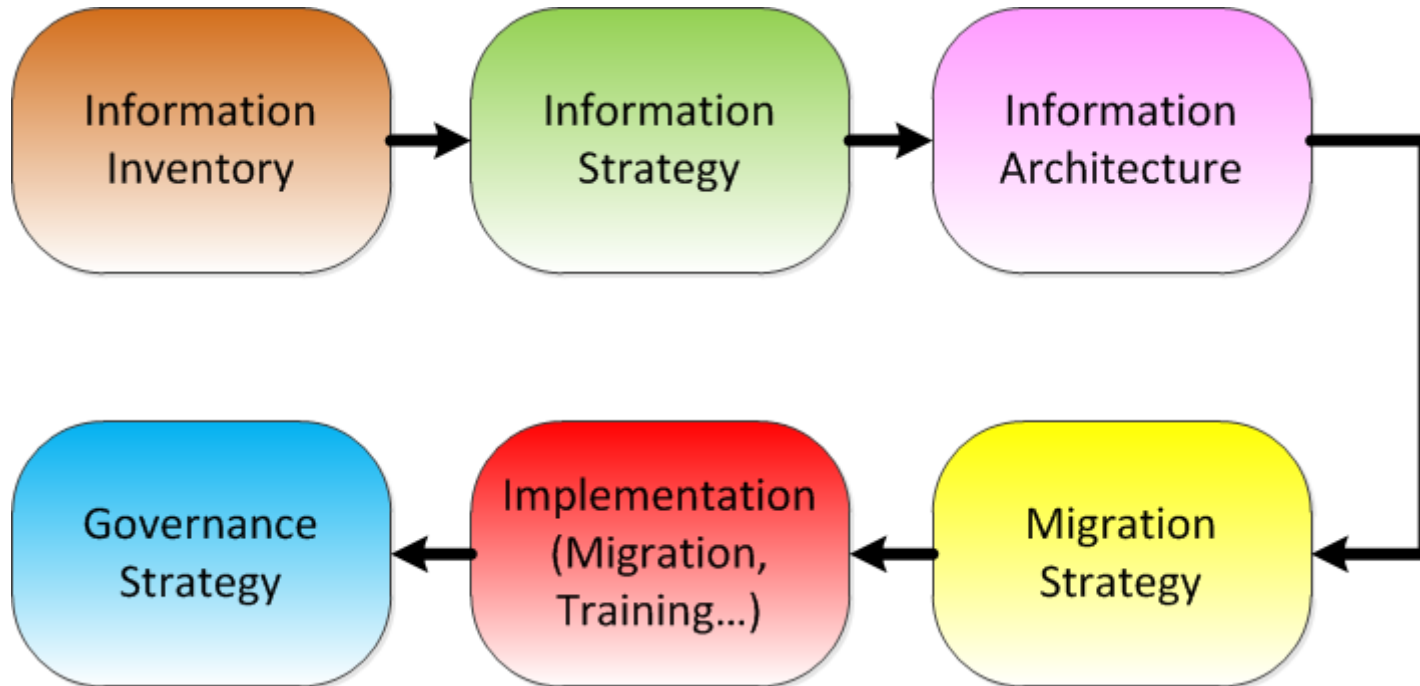 Information
Inventory
Information
Strategy
Information
Architecture
Governance
Strategy
Implementation
(Migration,
Training...)
Migration
Strategy